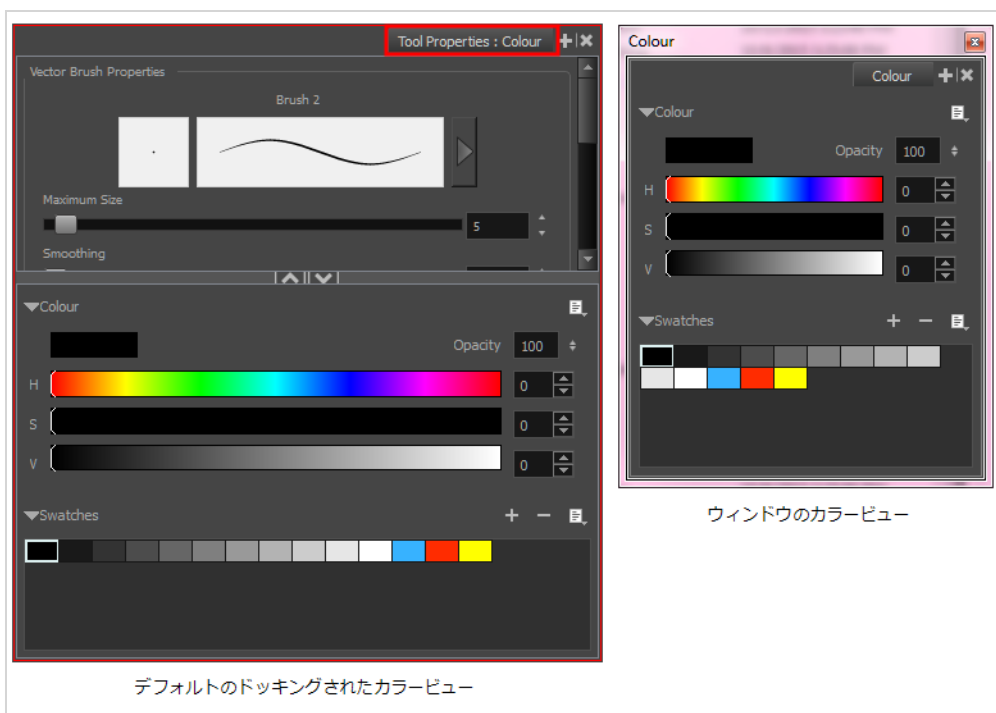 Tool Properties : Colour
Vector Brush Properties
Brush 2
Maximum Size
5
Smoothing
Colour
Opacity 100
H 0
S 0
V 0
Swatches
デフォルトのドッキングされたカラービュー
Colour
Colour
Colour
Opacity 100
H 0
S 0
V 0
Swatches
ウィンドウのカラービュー